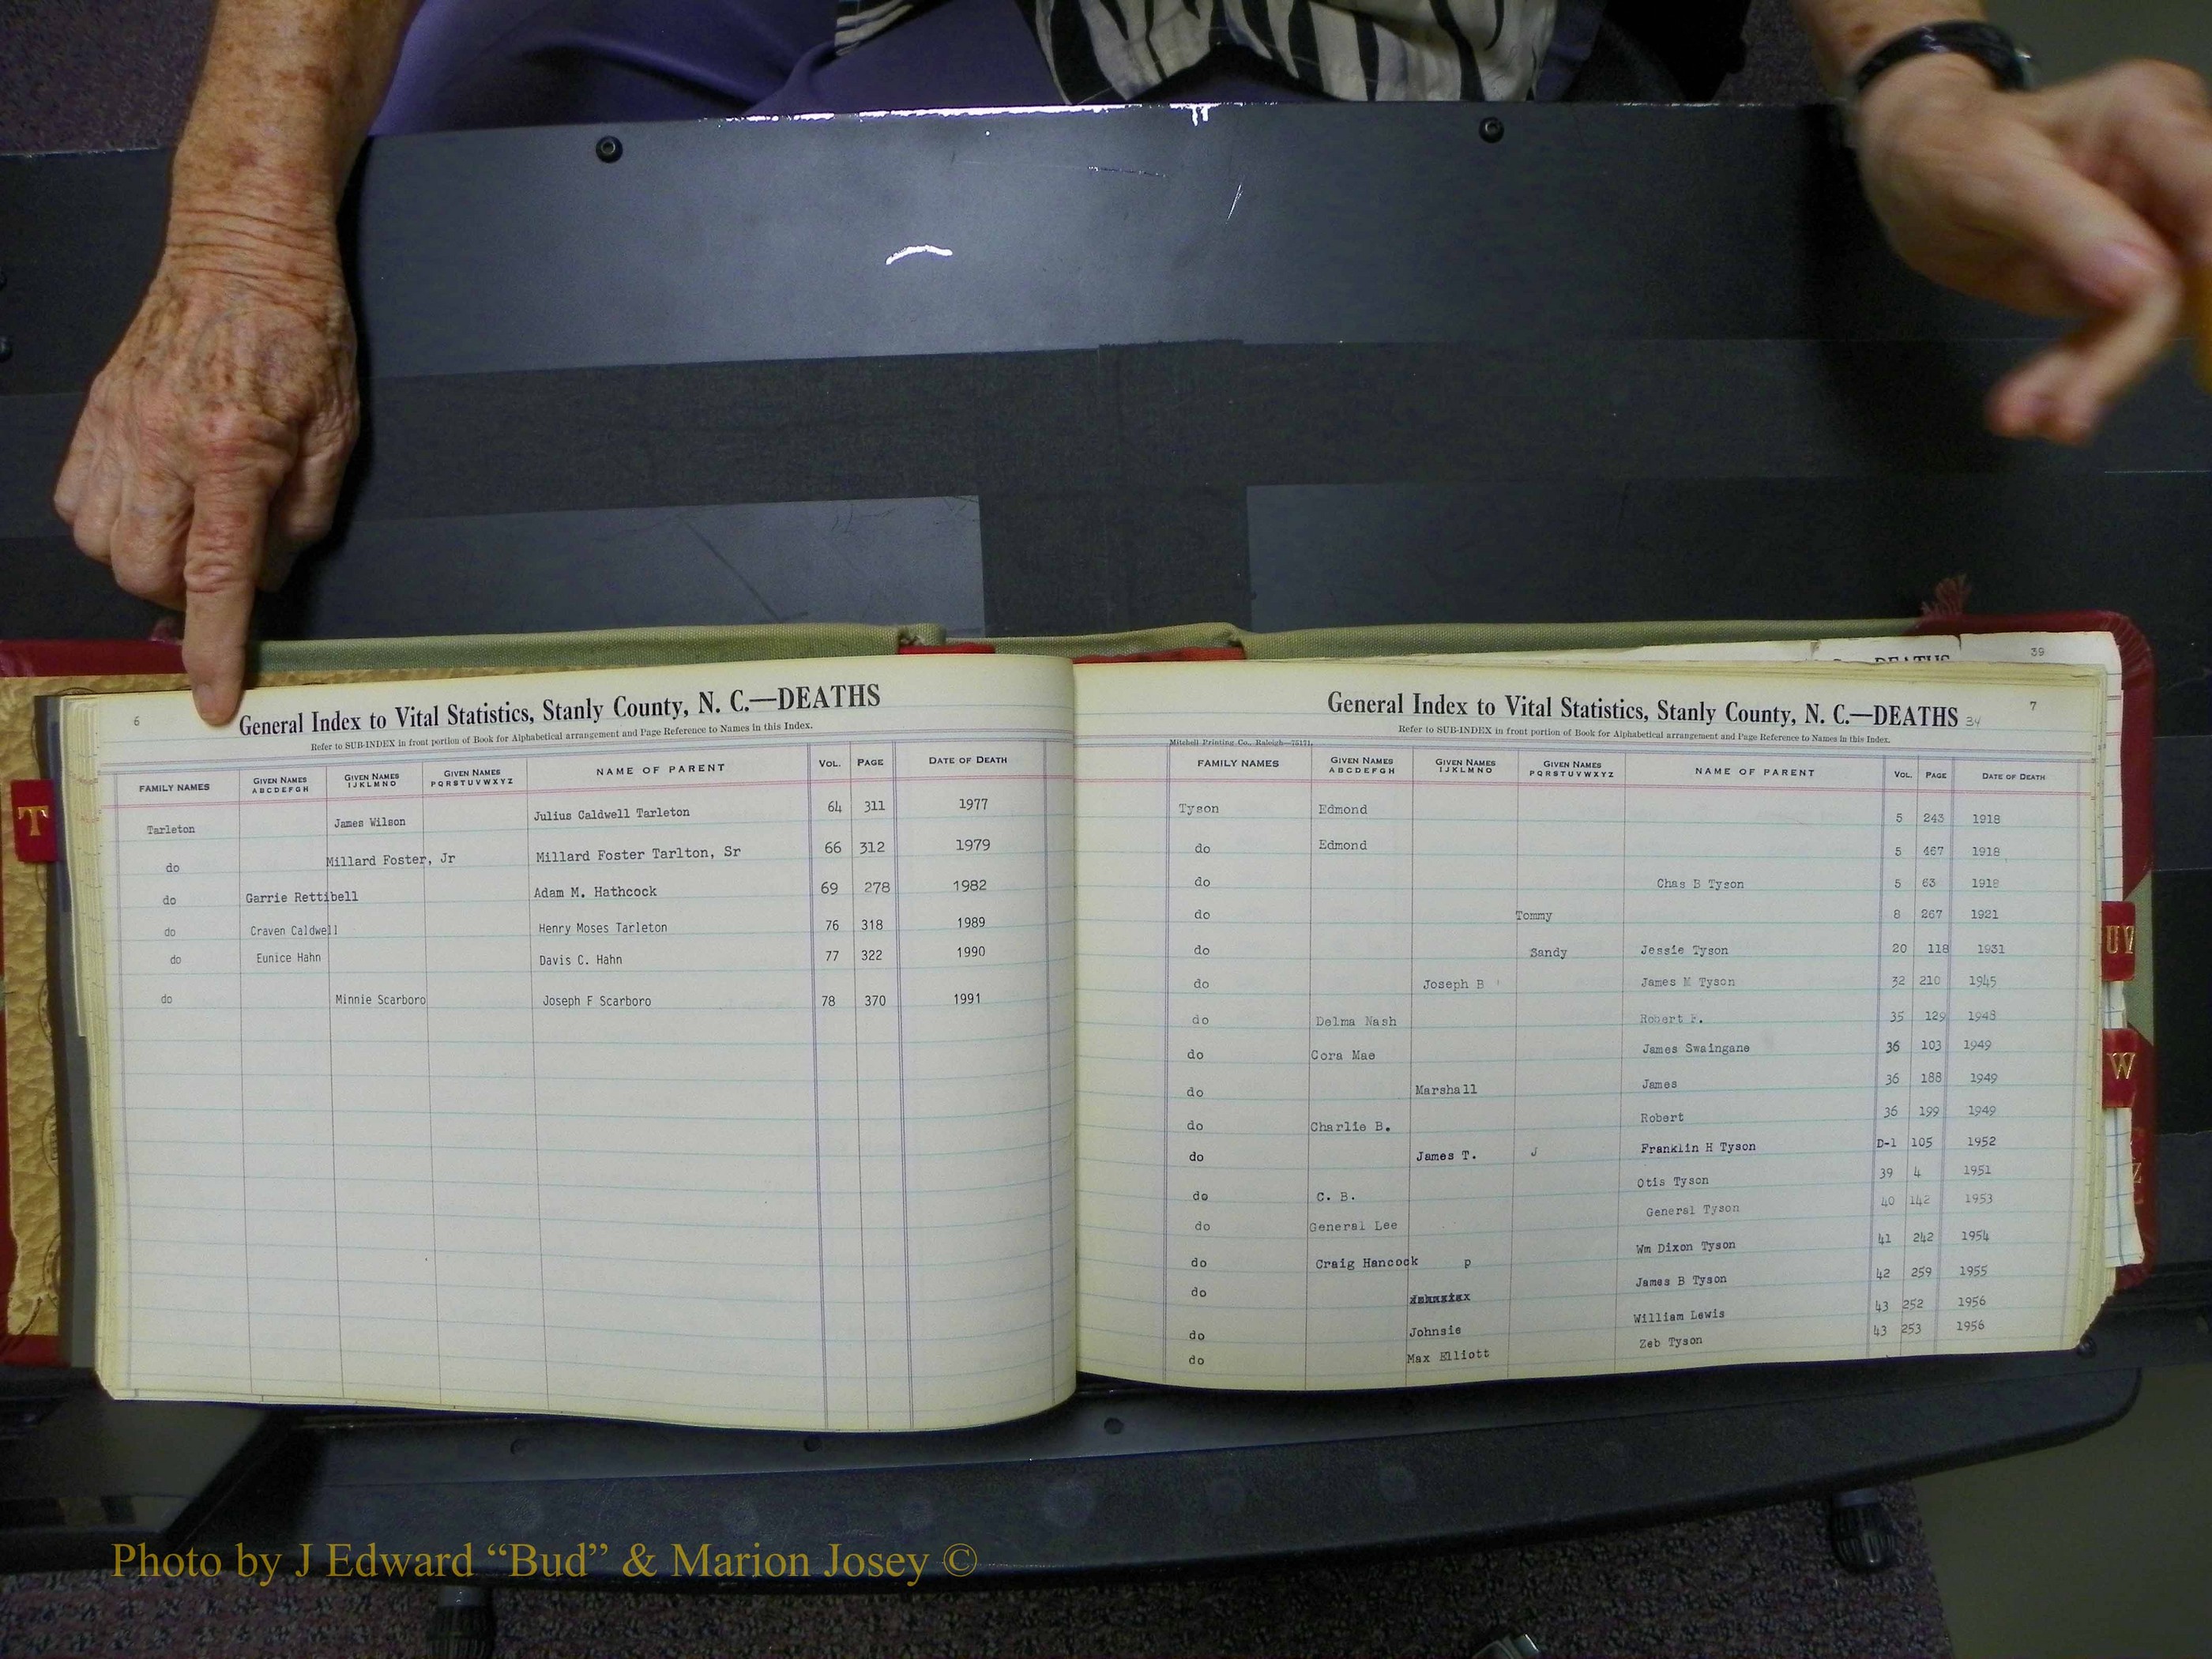 39
DEATHS
6
General Index to Vital Statistics, Stanly County, N. C.—DEATHS
Refer to SUB-INDEX in front portion of Book for Alphabetical arrangement and Page Reference to Names in this Index.
FAMILY NAMES GIVEN NAMES ABCDEFGH GIVEN NAMES IJKLMNO GIVEN NAMES PQRSTUVWXYZ NAME OF PARENT VOL. PAGE DATE OF DEATH
Tarleton James Wilson Julius Caldwell Tarleton 64 311 1977
do Millard Foster, Jr Millard Foster Tarlton, Sr 66 312 1979
do Garrie Rettibell Adam M. Hathcock 69 278 1982
do Craven Caldwell Henry Moses Tarleton 76 318 1989
do Eunice Hahn Davis C. Hahn 77 322 1990
do Minnie Scarboro Joseph F Scarboro 78 370 1991
T
7
General Index to Vital Statistics, Stanly County, N. C.—DEATHS 34
Refer to SUB-INDEX in front portion of Book for Alphabetical arrangement and Page Reference to Names in this Index.
Mitchell Printing Co., Raleigh—75171
FAMILY NAMES GIVEN NAMES ABCDEFGH GIVEN NAMES IJKLMNO GIVEN NAMES PQRSTUVWXYZ NAME OF PARENT VOL. PAGE DATE OF DEATH
Tyson Edmond 5 243 1918
do Edmond 5 467 1918
do Chas B Tyson 5 63 1918
do Tommy 8 267 1921
do Sandy Jessie Tyson 20 118 1931
do Joseph B James M Tyson 32 210 1945
do Delma Nash Robert F. 35 129 1948
do Cora Mae James Swaingane 36 103 1949
do Marshall James 36 188 1949
do Charlie B. Robert 36 199 1949
do James T. J Franklin H Tyson D-1 105 1952
do C. B. Otis Tyson 39 4 1951
do General Lee General Tyson 40 142 1953
do Craig Hancock p Wm Dixon Tyson 41 242 1954
do James B Tyson 42 259 1955
do Johnsie William Lewis 43 252 1956
do Max Elliott Zeb Tyson 43 253 1956
UV
W
Z
Photo by J Edward “Bud” & Marion Josey ©